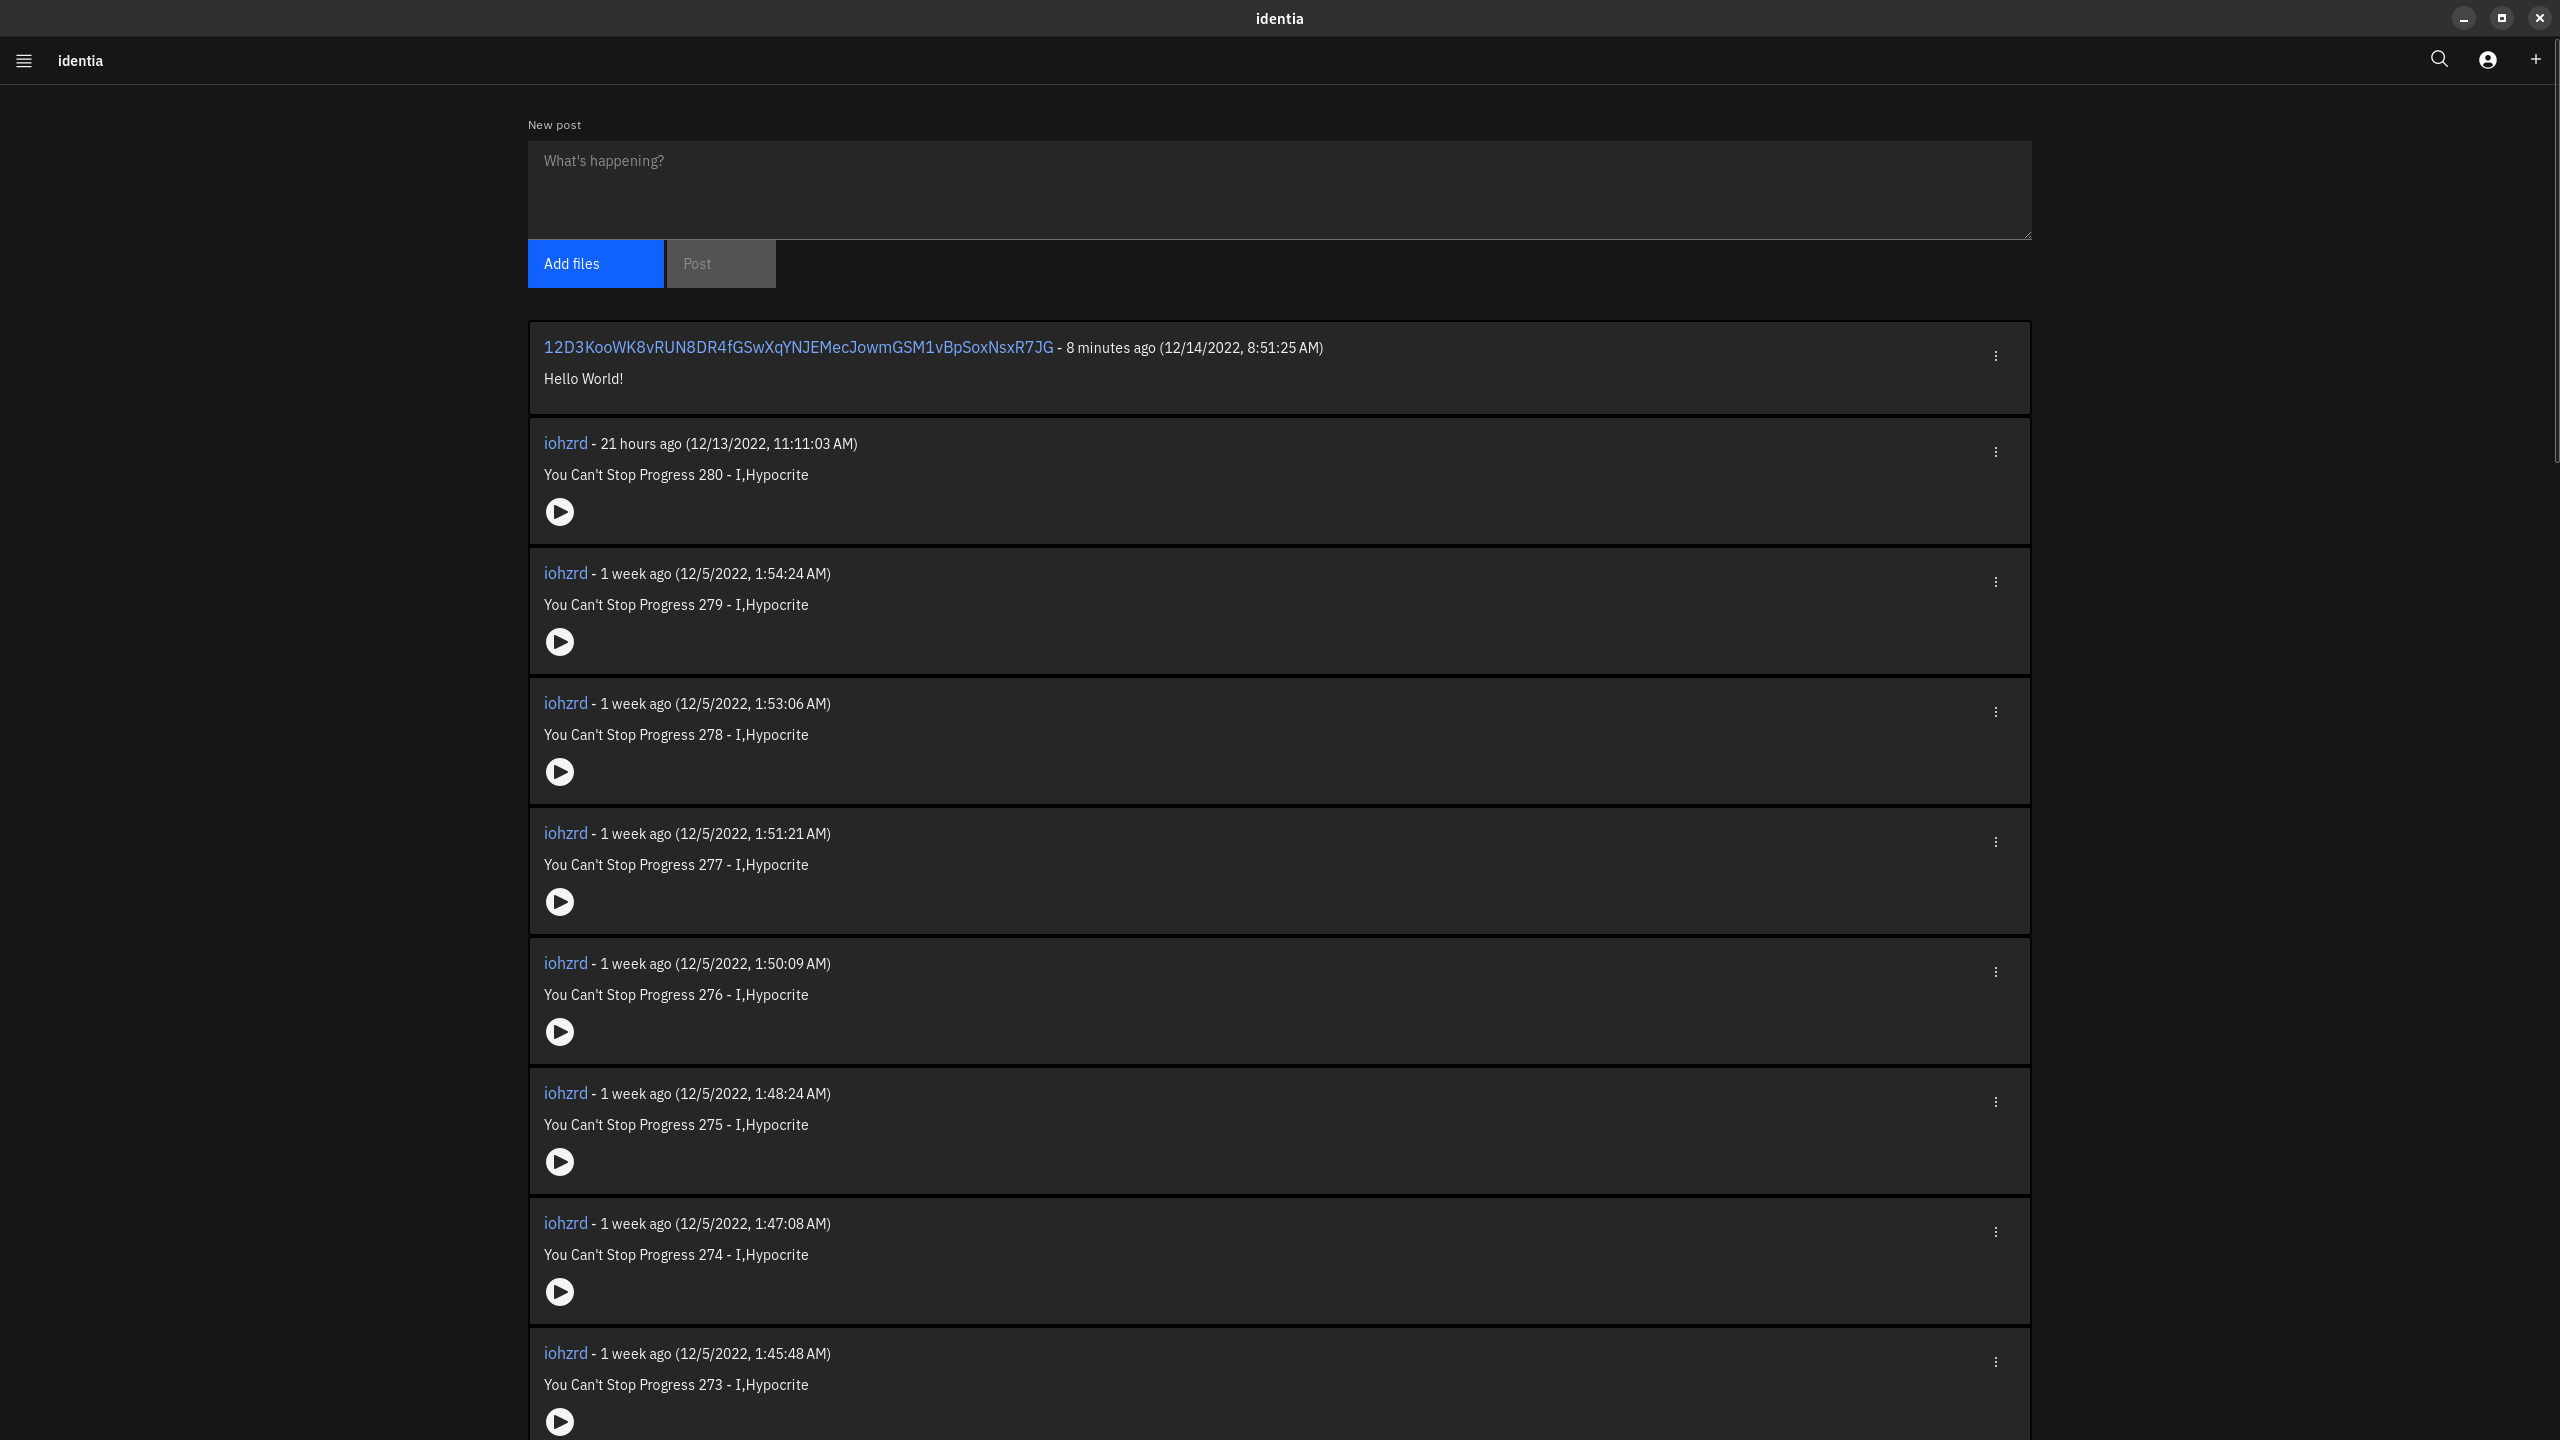 identia
identia
New post
What's happening?
Add files
Post
12D3KooWK8vRUN8DR4fGSwXqYNJEMecJowmGSM1vBpSoxNsxR7JG - 8 minutes ago (12/14/2022, 8:51:25 AM)
Hello World!
iohzrd - 21 hours ago (12/13/2022, 11:11:03 AM)
You Can't Stop Progress 280 - I,Hypocrite
iohzrd - 1 week ago (12/5/2022, 1:54:24 AM)
You Can't Stop Progress 279 - I,Hypocrite
iohzrd - 1 week ago (12/5/2022, 1:53:06 AM)
You Can't Stop Progress 278 - I,Hypocrite
iohzrd - 1 week ago (12/5/2022, 1:51:21 AM)
You Can't Stop Progress 277 - I,Hypocrite
iohzrd - 1 week ago (12/5/2022, 1:50:09 AM)
You Can't Stop Progress 276 - I,Hypocrite
iohzrd - 1 week ago (12/5/2022, 1:48:24 AM)
You Can't Stop Progress 275 - I,Hypocrite
iohzrd - 1 week ago (12/5/2022, 1:47:08 AM)
You Can't Stop Progress 274 - I,Hypocrite
iohzrd - 1 week ago (12/5/2022, 1:45:48 AM)
You Can't Stop Progress 273 - I,Hypocrite